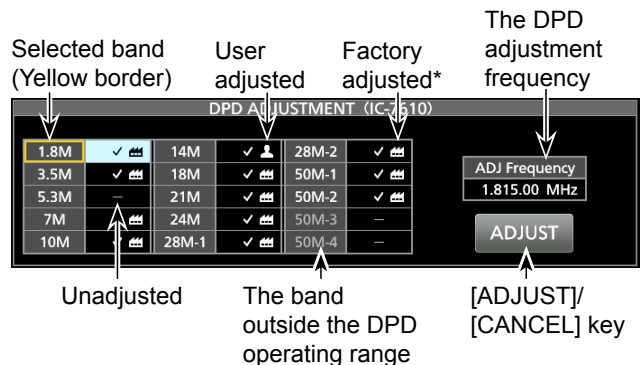 The DPD
adjustment
frequency
Selected band
(Yellow border)
User
adjusted
Factory
adjusted*
DPD ADJUSTMENT (IC-7610)
1.8M ✓ 14M ✓ 28M-2 ✓
3.5M ✓ 18M ✓ 50M-1 ✓
5.3M – 21M ✓ 50M-2 ✓
7M ✓ 24M ✓ 50M-3 –
10M ✓ 28M-1 ✓ 50M-4 –
ADJ Frequency
1.815.00 MHz
ADJUST
Unadjusted
The band
outside the DPD
operating range
[ADJUST]/
[CANCEL] key